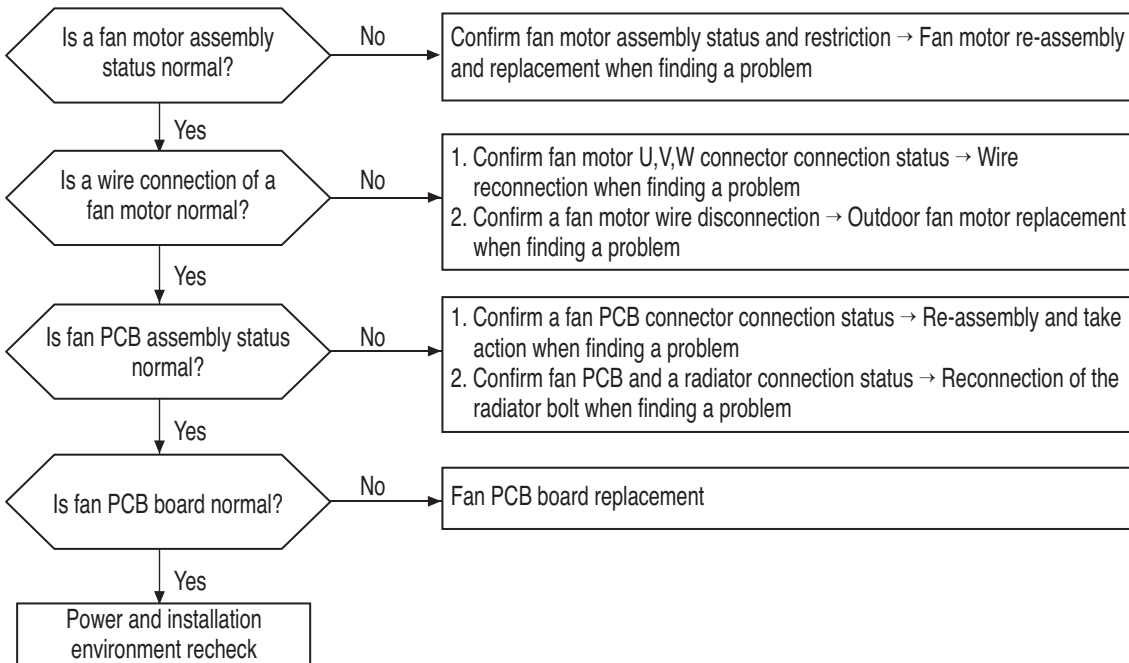 Is a fan motor assembly
status normal?
No
Confirm fan motor assembly status and restriction → Fan motor re-assembly
and replacement when finding a problem
Yes
Is a wire connection of a
fan motor normal?
No
1. Confirm fan motor U,V,W connector connection status → Wire
reconnection when finding a problem
2. Confirm a fan motor wire disconnection → Outdoor fan motor replacement
when finding a problem
Yes
Is fan PCB assembly status
normal?
No
1. Confirm a fan PCB connector connection status → Re-assembly and take
action when finding a problem
2. Confirm fan PCB and a radiator connection status → Reconnection of the
radiator bolt when finding a problem
Yes
Is fan PCB board normal?
No
Fan PCB board replacement
Yes
Power and installation
environment recheck